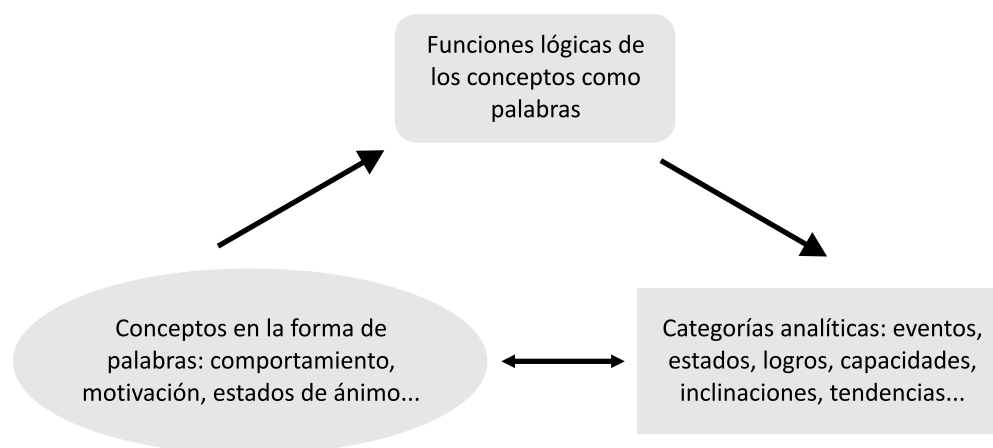 Funciones lógicas de
los conceptos como
palabras
Conceptos en la forma de
palabras: comportamiento,
motivación, estados de ánimo...
Categorías analíticas: eventos,
estados, logros, capacidades,
inclinaciones, tendencias...